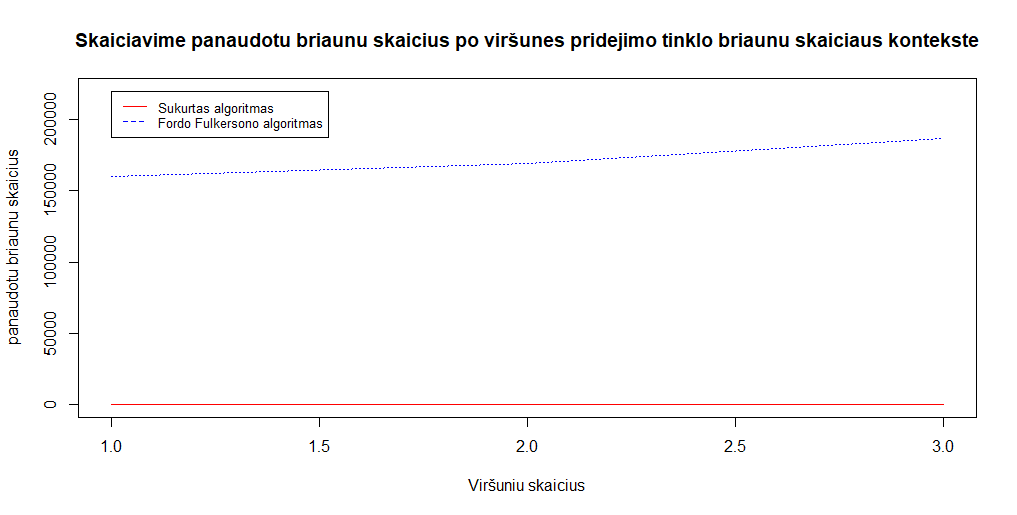 Skaiciavime panaudotu briaunu skaicius po viršunes pridejimo tinklo briaunu skaiciaus kontekste
Sukurtas algoritmas
Fordo Fulkersono algoritmas
panaudotu briaunu skaicius
200000
150000
100000
50000
0
1.0
1.5
2.0
2.5
3.0
Viršuniu skaicius